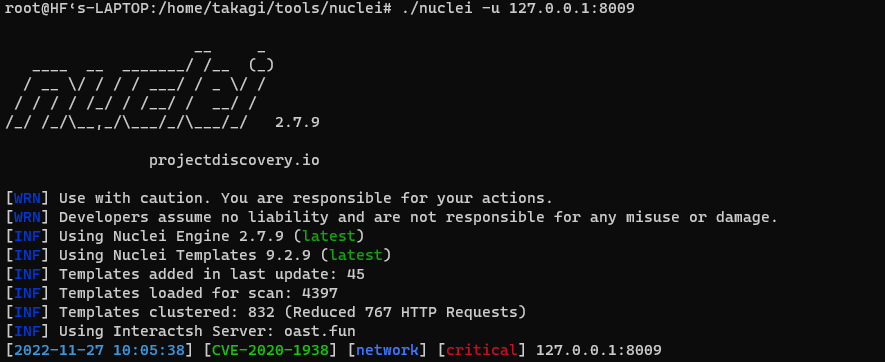 root@HF‘s-LAPTOP:/home/takagi/tools/nuclei# ./nuclei -u 127.0.0.1:8009
                     __     _
   ____  __  _______/ /__  (_)
  / __ \/ / / / ___/ / _ \/ /
 / / / / /_/ / /__/ /  __/ /
/_/ /_/\__,_/\___/_/\___/_/   2.7.9
projectdiscovery.io
[WRN] Use with caution. You are responsible for your actions.
[WRN] Developers assume no liability and are not responsible for any misuse or damage.
[INF] Using Nuclei Engine 2.7.9 (latest)
[INF] Using Nuclei Templates 9.2.9 (latest)
[INF] Templates added in last update: 45
[INF] Templates loaded for scan: 4397
[INF] Templates clustered: 832 (Reduced 767 HTTP Requests)
[INF] Using Interactsh Server: oast.fun
[2022-11-27 10:05:38] [CVE-2020-1938] [network] [critical] 127.0.0.1:8009